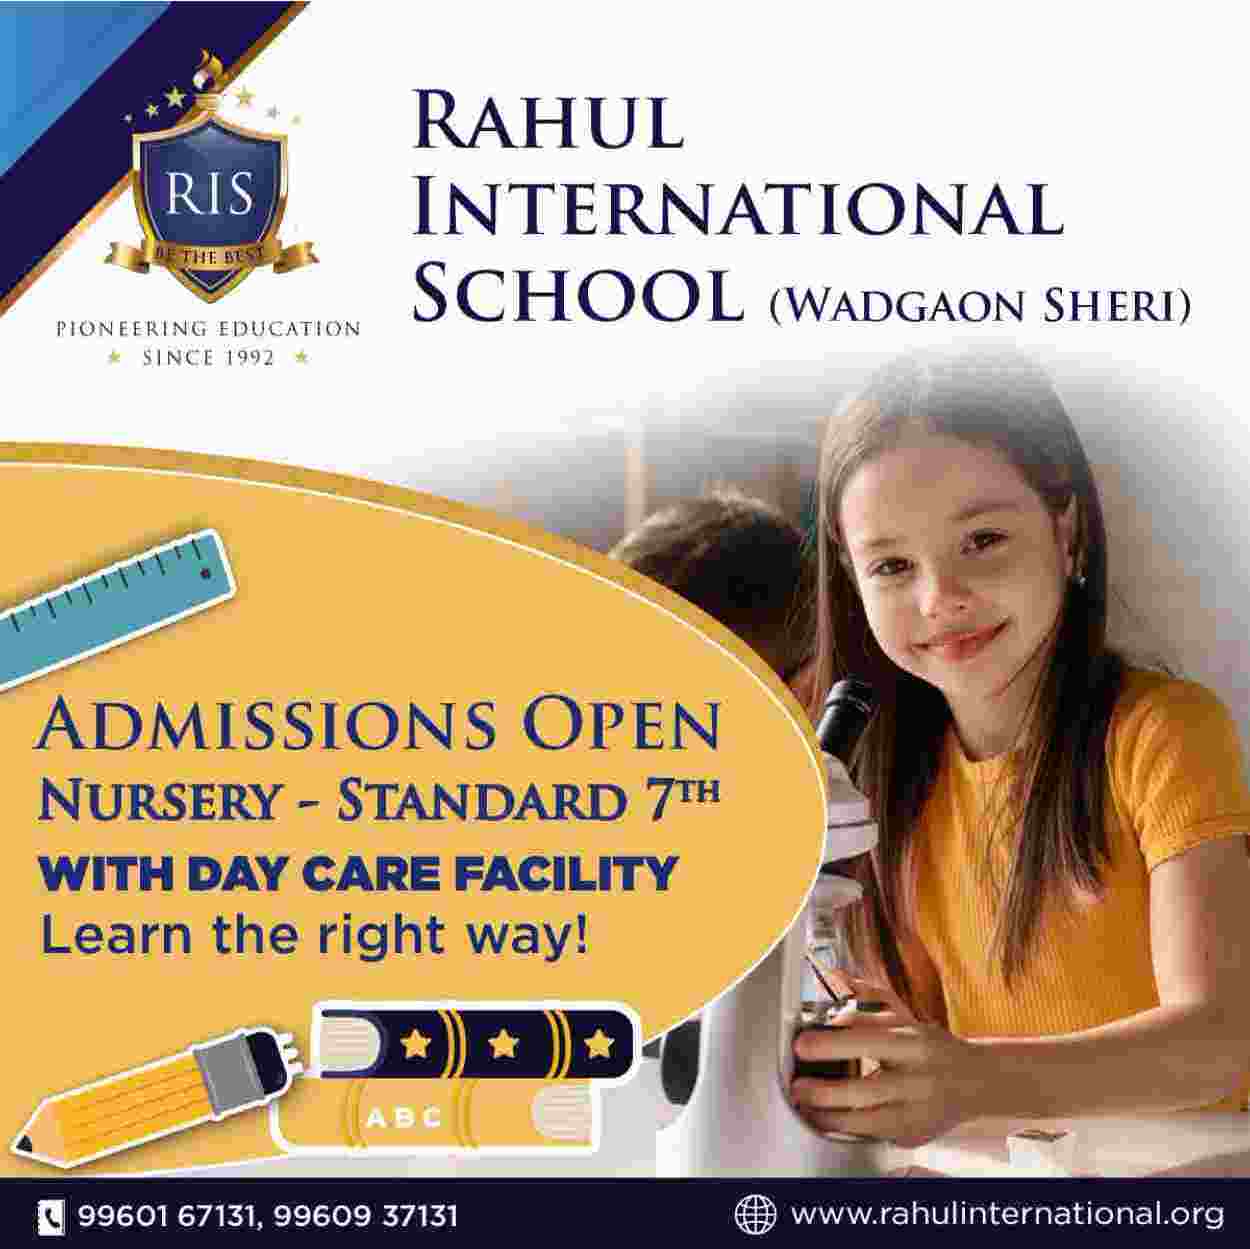 RIS
BE THE BEST
PIONEERING EDUCATION
SINCE 1992
RAHUL
INTERNATIONAL
SCHOOL (WADGAON SHERI)
ADMISSIONS OPEN
NURSERY - STANDARD 7TH
WITH DAY CARE FACILITY
Learn the right way!
ABC
99601 67131, 99609 37131
www.rahulinternational.org